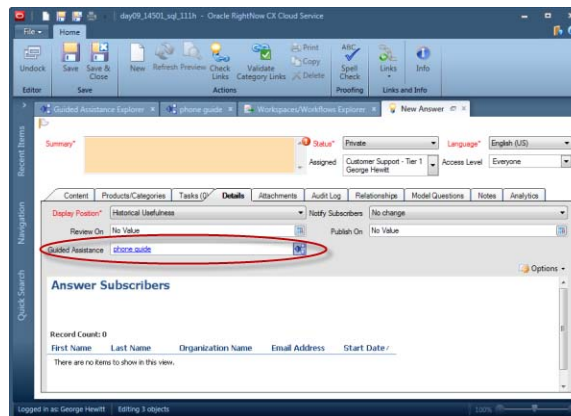 day09_14501_sql_111h - Oracle RightNow CX Cloud Service
File Home
Undock Save Save & Close New Refresh Preview Check Links Validate Category Links Print Copy Delete Spell Check Links Info
Editor Save Actions Proofing Links and Info
Guided Assistance Explorer × phone guide × Workspaces/Workflows Explorer × New Answer ×
Recent Items
Navigation
Quick Search
Summary* Status* Private Language* English (US)
Assigned Customer Support - Tier 1 George Hewitt Access Level Everyone
Content Products/Categories Tasks (0) Details Attachments Audit Log Relationships Model Questions Notes Analytics
Display Position* Historical Usefulness Notify Subscribers No change
Review On No Value Publish On No Value
Guided Assistance phone guide
Options
Answer Subscribers
Record Count: 0
First Name Last Name Organization Name Email Address Start Date
There are no items to show in this view.
Logged in as: George Hewitt Editing 3 objects 100%